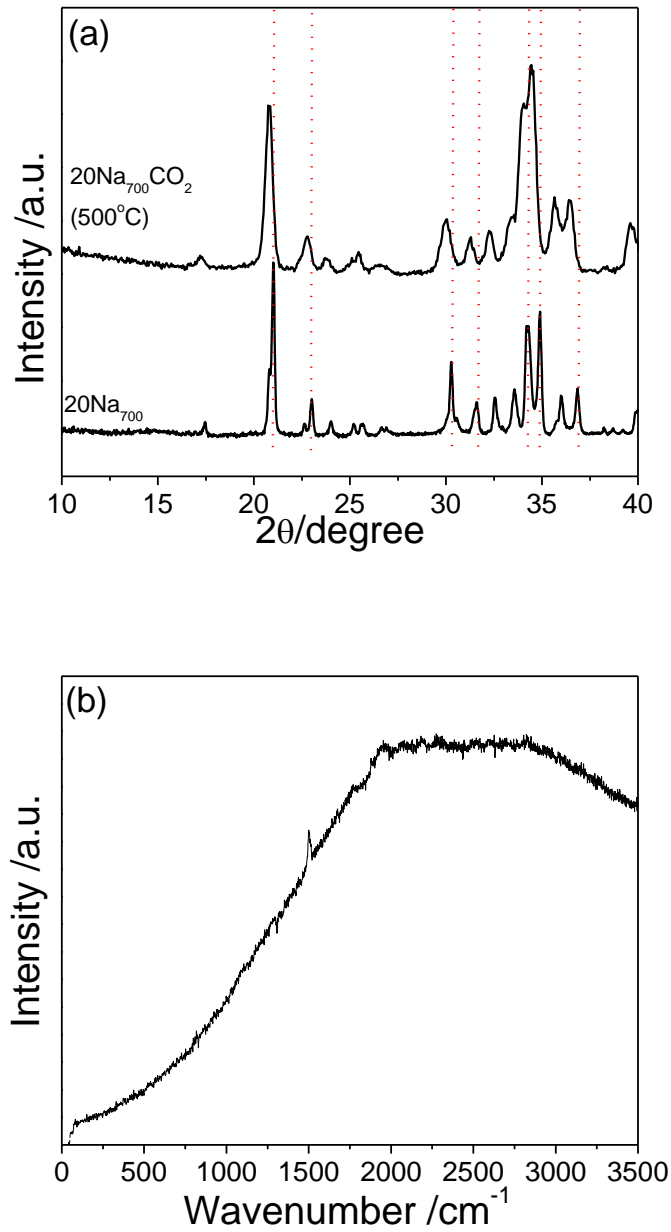 (a)
20Na₇₀₀CO₂
(500°C)
20Na₇₀₀
Intensity /a.u.
10 15 20 25 30 35 40
2θ/degree
(b)
Intensity /a.u.
0 500 1000 1500 2000 2500 3000 3500
Wavenumber /cm⁻¹